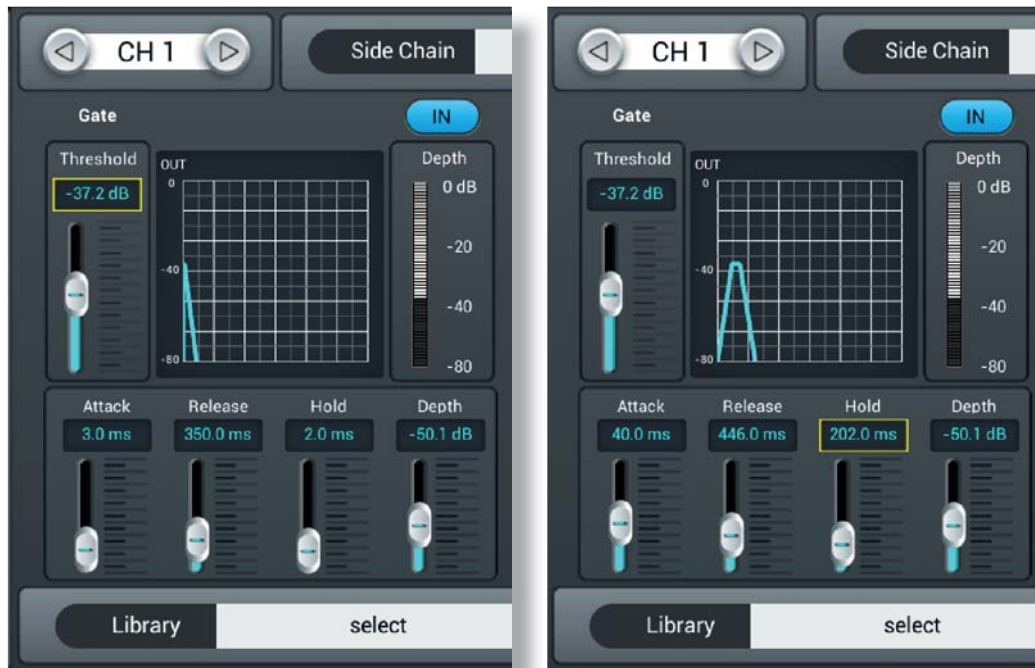 CH 1
Side Chain
Gate
IN
Threshold
-37.2 dB
OUT
0
-40
-80
Depth
0 dB
-20
-40
-80
Attack
Release
Hold
Depth
3.0 ms
350.0 ms
2.0 ms
-50.1 dB
Library
select
CH 1
Side Chain
Gate
IN
Threshold
-37.2 dB
OUT
0
-40
-80
Depth
0 dB
-20
-40
-80
Attack
Release
Hold
Depth
40.0 ms
446.0 ms
202.0 ms
-50.1 dB
Library
select